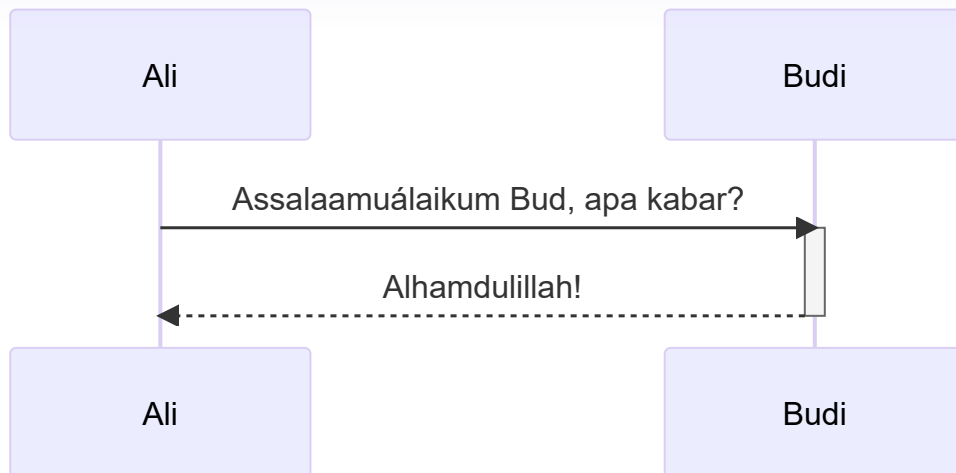 Ali
Budi
Assalaamuálaikum Bud, apa kabar?
Alhamdulillah!
Ali
Budi